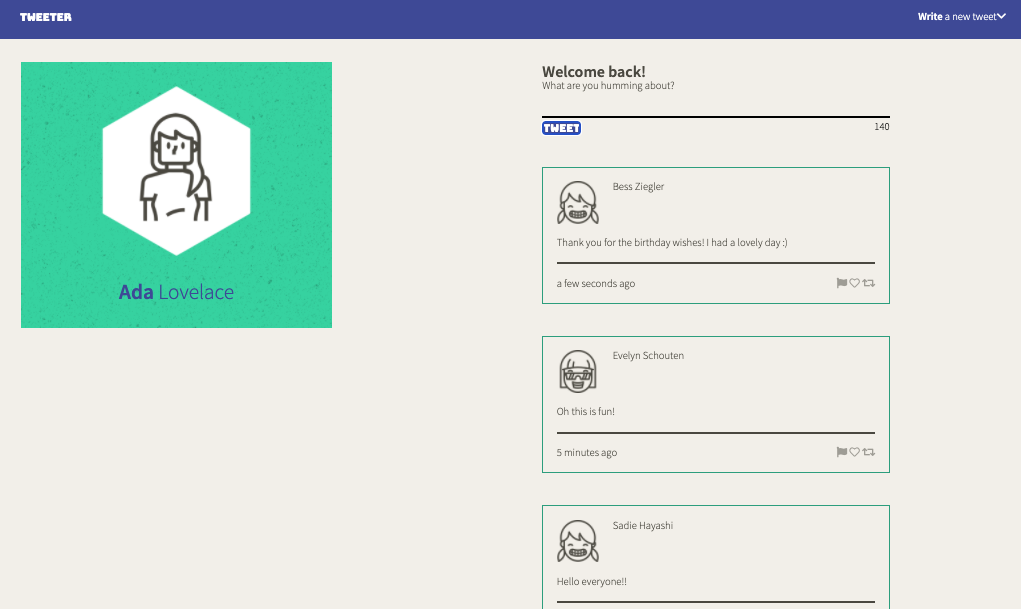 TWEETER
Write a new tweet
Ada Lovelace
Welcome back!
What are you humming about?
TWEET
140
Bess Ziegler
Thank you for the birthday wishes! I had a lovely day :)
a few seconds ago
Evelyn Schouten
Oh this is fun!
5 minutes ago
Sadie Hayashi
Hello everyone!!